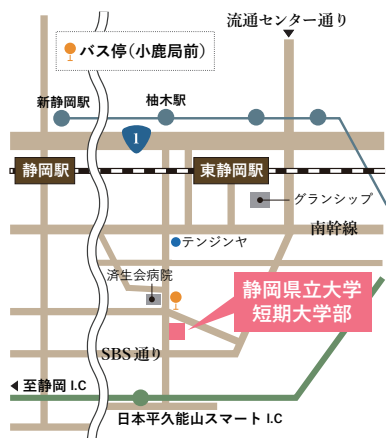 流通センター通り
バス停(小鹿局前)
新静岡駅
柚木駅
1
静岡駅
東静岡駅
グランシップ
南幹線
テンジンヤ
済生会病院
静岡県立大学
短期大学部
SBS通り
至静岡 I.C
日本平久能山スマート I.C